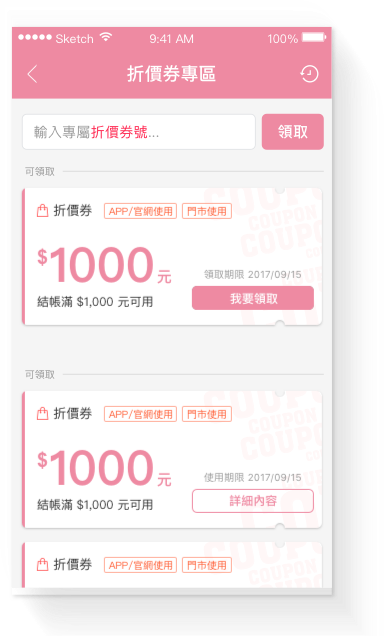 Sketch 9:41 AM 100%
折價券專區
輸入專屬折價券號... 領取
可領取
折價券 APP/官網使用 門市使用
COUPON
COUPON
$1000元
領取期限 2017/09/15
結帳滿 $1,000 元可用 我要領取
可領取
折價券 APP/官網使用 門市使用
COUPON
$1000元
使用期限 2017/09/15
結帳滿 $1,000 元可用 詳細內容
折價券 APP/官網使用 門市使用
COUPON